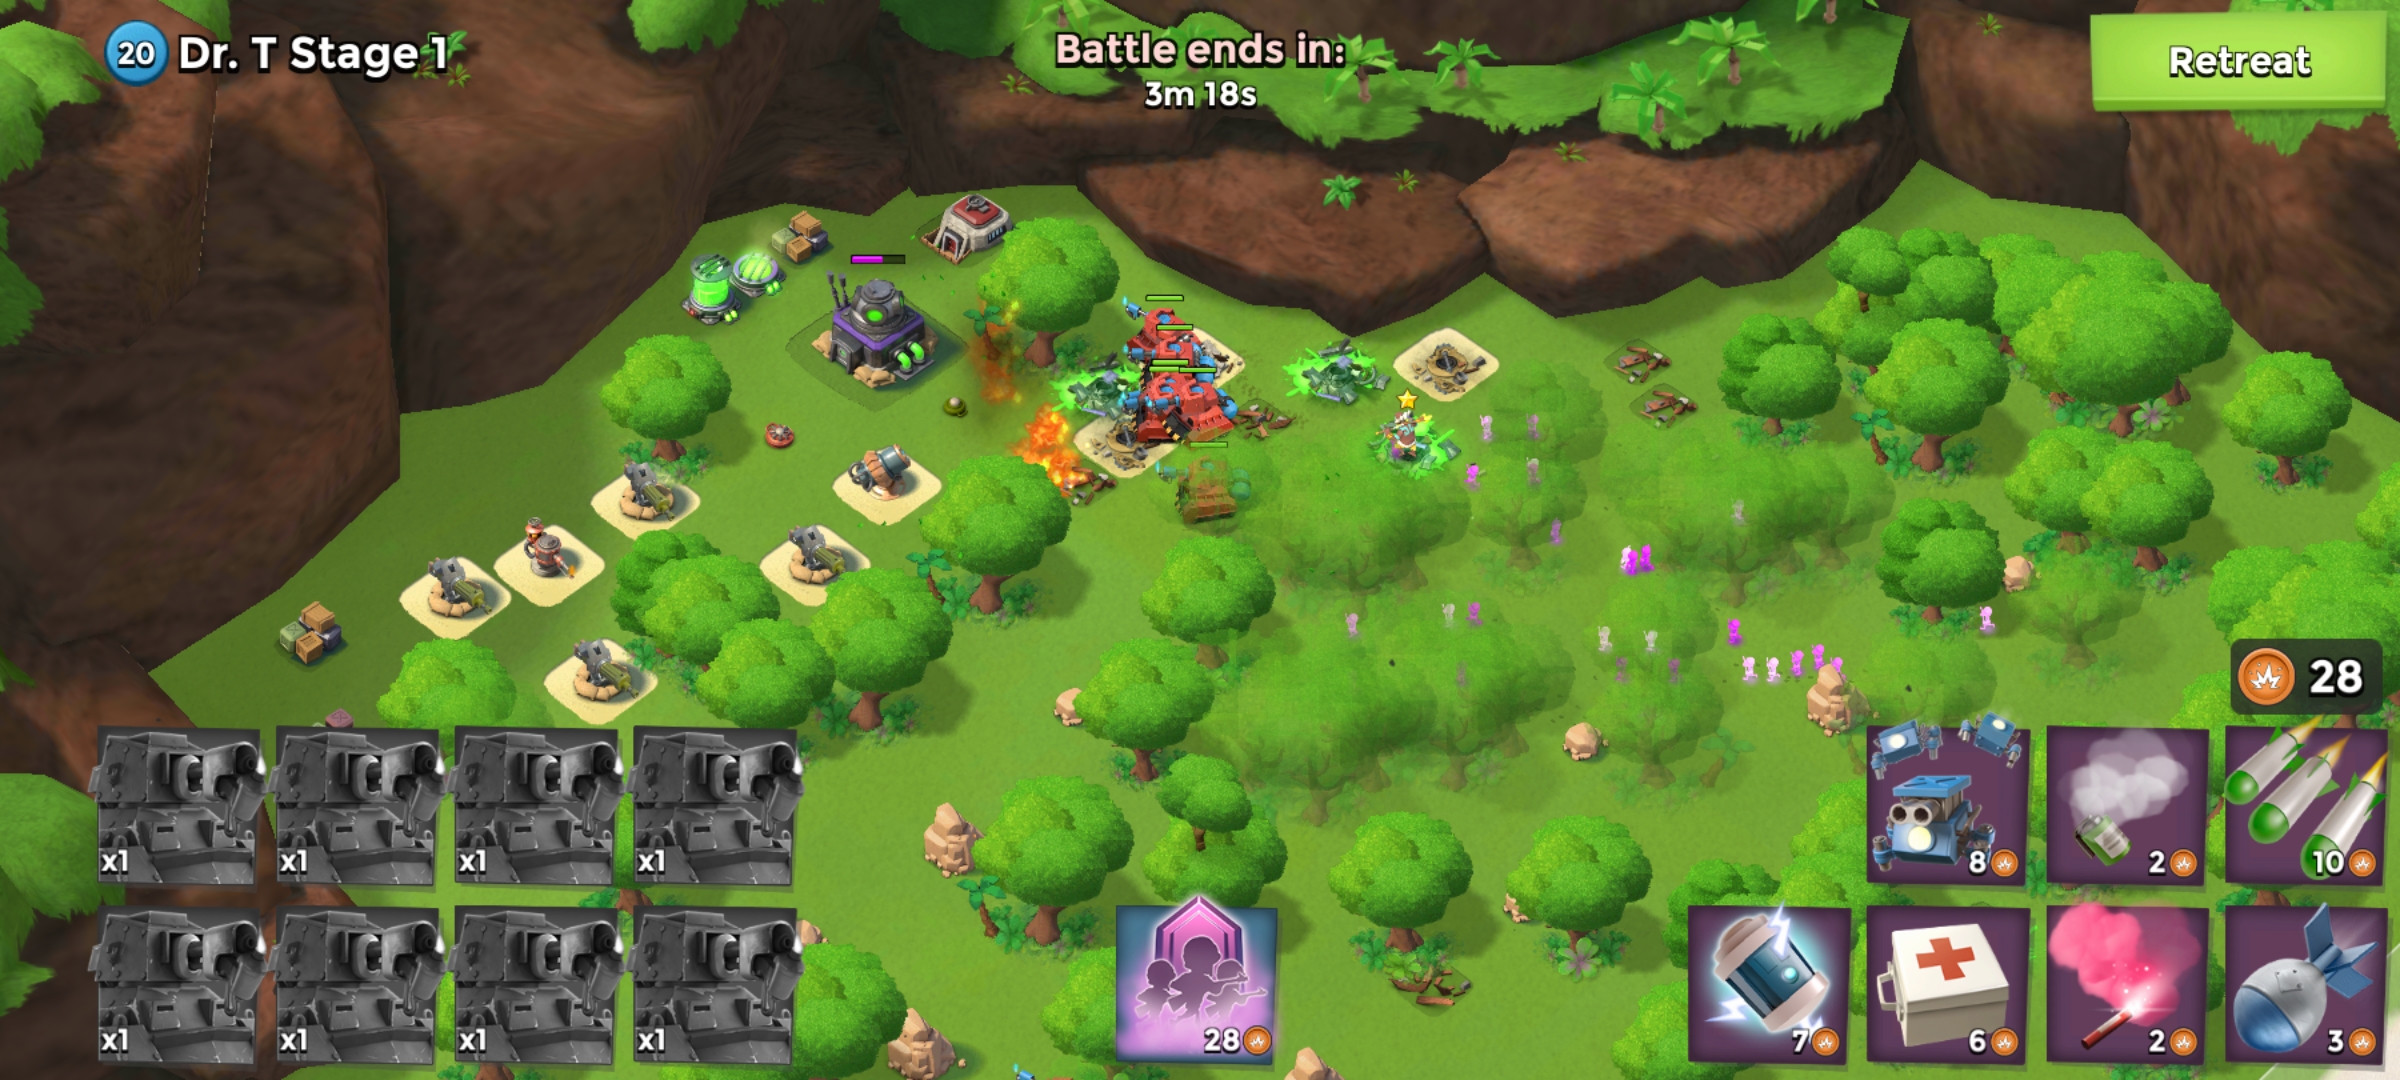 20 Dr. T Stage 1
Battle ends in:
3m 18s
Retreat
28
x1 x1 x1 x1
8 2 10
x1 x1 x1 x1
28
7 6 2 3